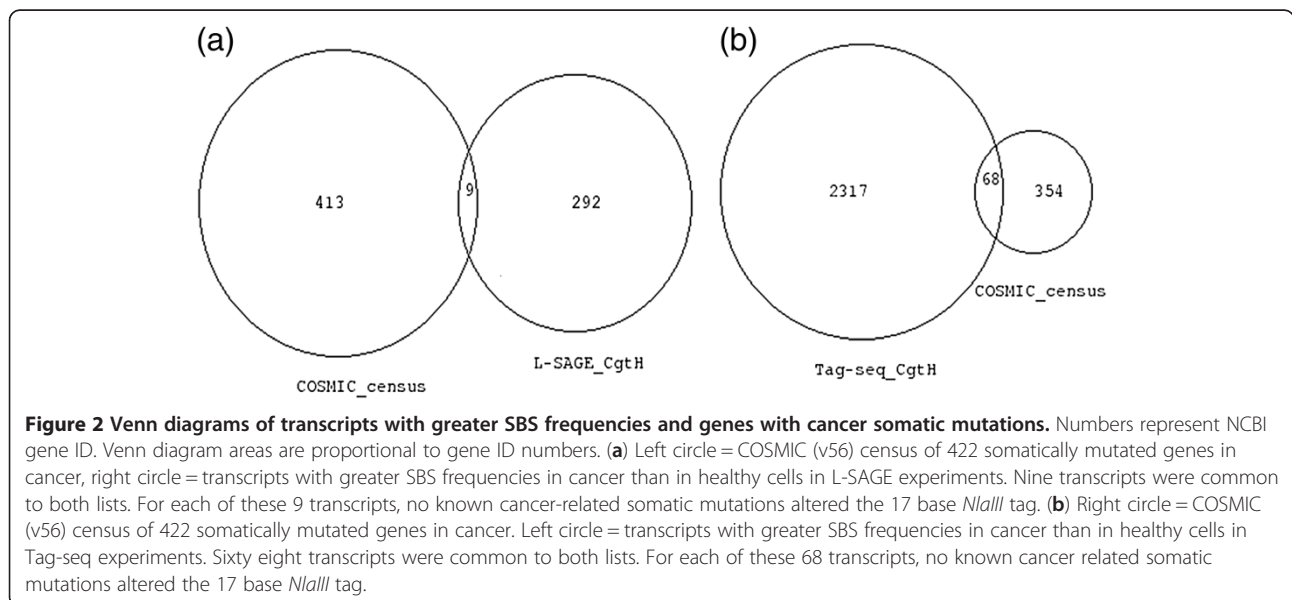 (a)
(b)
413
9
292
2317
68
354
COSMIC_census
L-SAGE_CgtH
COSMIC_census
Tag-seq_CgtH
Figure 2 Venn diagrams of transcripts with greater SBS frequencies and genes with cancer somatic mutations. Numbers represent NCBI
gene ID. Venn diagram areas are proportional to gene ID numbers. (a) Left circle = COSMIC (v56) census of 422 somatically mutated genes in
cancer, right circle = transcripts with greater SBS frequencies in cancer than in healthy cells in L-SAGE experiments. Nine transcripts were common
to both lists. For each of these 9 transcripts, no known cancer-related somatic mutations altered the 17 base NlaIII tag. (b) Right circle = COSMIC
(v56) census of 422 somatically mutated genes in cancer. Left circle = transcripts with greater SBS frequencies in cancer than in healthy cells in
Tag-seq experiments. Sixty eight transcripts were common to both lists. For each of these 68 transcripts, no known cancer related somatic
mutations altered the 17 base NlaIII tag.